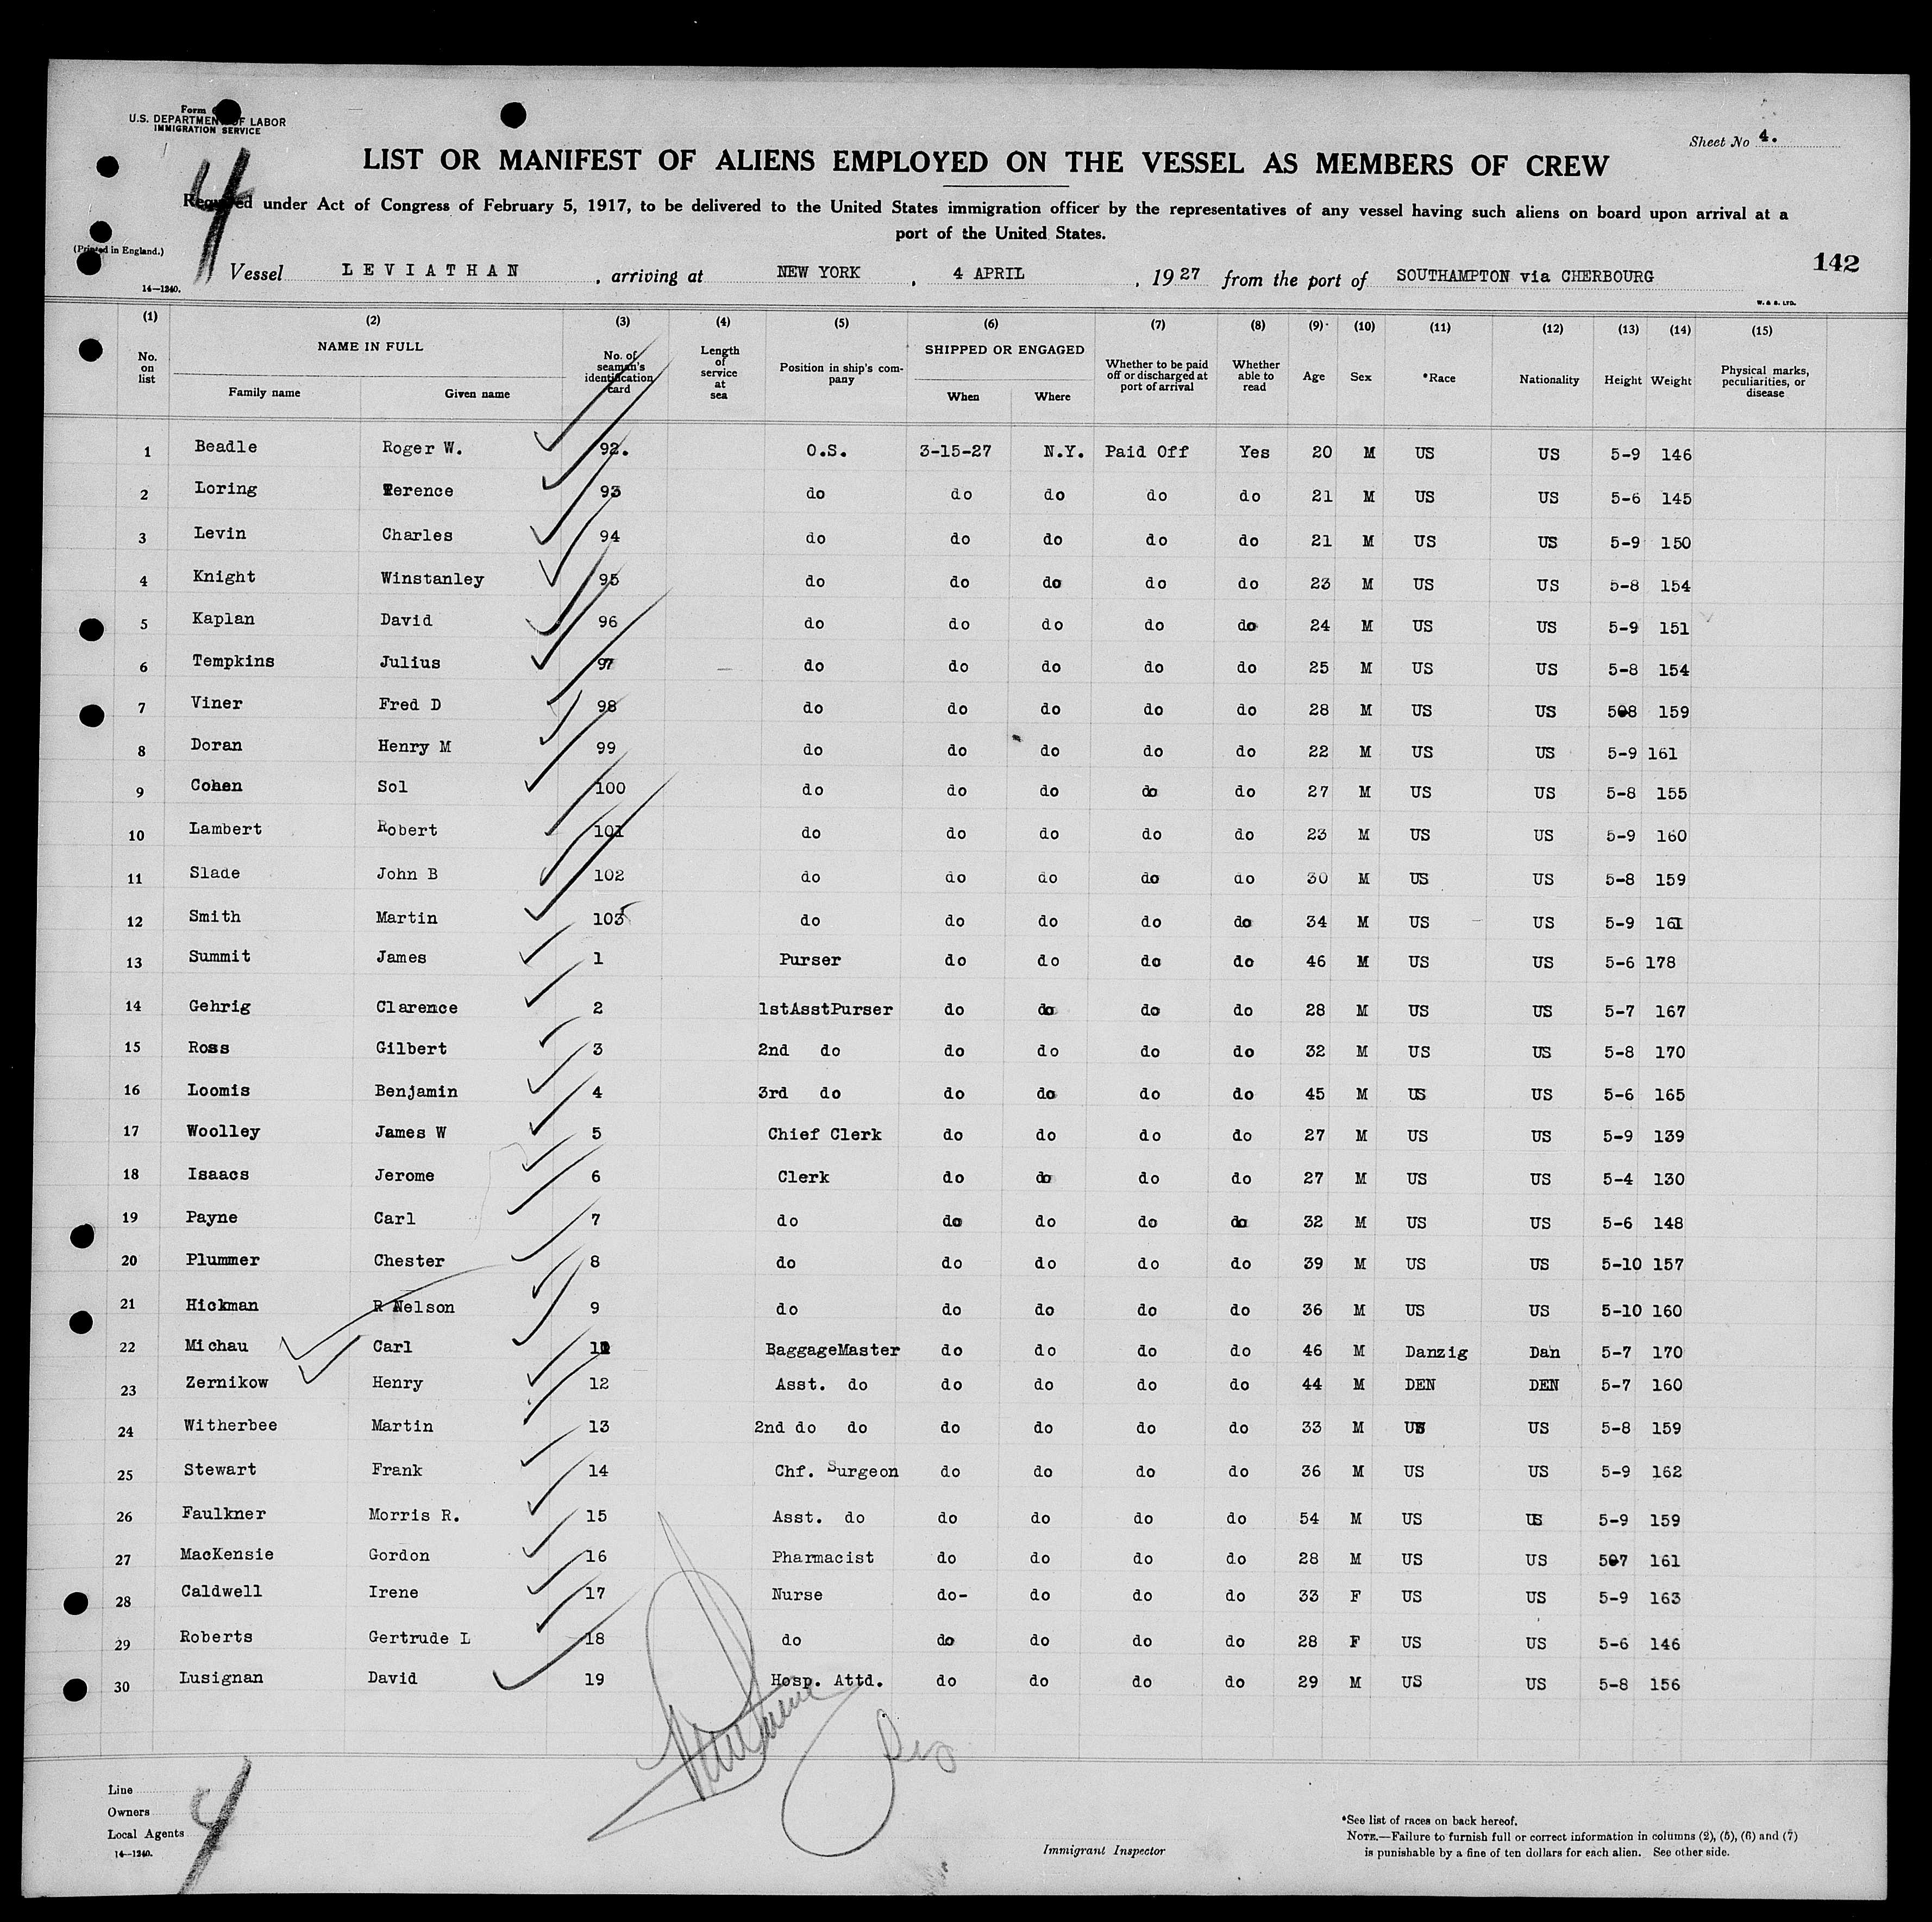 Form
U.S. DEPARTMENT OF LABOR
IMMIGRATION SERVICE
Sheet No 4.
4
LIST OR MANIFEST OF ALIENS EMPLOYED ON THE VESSEL AS MEMBERS OF CREW
Required under Act of Congress of February 5, 1917, to be delivered to the United States immigration officer by the representatives of any vessel having such aliens on board upon arrival at a
port of the United States.
(Printed in England.)
142
Vessel LEVIATHAN, arriving at NEW YORK, 4 APRIL, 1927 from the port of SOUTHAMPTON via CHERBOURG
14—1240.
W. & S. LTD.
(1) (2) (3) (4) (5) (6) (7) (8) (9) (10) (11) (12) (13) (14) (15)
No. on list NAME IN FULL No. of seaman's identification card Length of service at sea Position in ship's company SHIPPED OR ENGAGED Whether to be paid off or discharged at port of arrival Whether able to read Age Sex *Race Nationality Height Weight Physical marks, peculiarities, or disease
Family name Given name When Where
1 Beadle Roger W. 92. O.S. 3-15-27 N.Y. Paid Off Yes 20 M US US 5-9 146
2 Loring Terence 93 do do do do do 21 M US US 5-6 145
3 Levin Charles 94 do do do do do 21 M US US 5-9 150
4 Knight Winstanley 95 do do do do do 23 M US US 5-8 154
5 Kaplan David 96 do do do do do 24 M US US 5-9 151
6 Tempkins Julius 97 do do do do do 25 M US US 5-8 154
7 Viner Fred D 98 do do do do do 28 M US US 5-8 159
8 Doran Henry M 99 do do do do do 22 M US US 5-9 161
9 Cohen Sol 100 do do do do do 27 M US US 5-8 155
10 Lambert Robert 101 do do do do do 23 M US US 5-9 160
11 Slade John B 102 do do do do do 30 M US US 5-8 159
12 Smith Martin 103 do do do do do 34 M US US 5-9 161
13 Summit James 1 Purser do do do do 46 M US US 5-6 178
14 Gehrig Clarence 2 1stAsstPurser do do do do 28 M US US 5-7 167
15 Ross Gilbert 3 2nd do do do do do 32 M US US 5-8 170
16 Loomis Benjamin 4 3rd do do do do do 45 M US US 5-6 165
17 Woolley James W 5 Chief Clerk do do do do 27 M US US 5-9 139
18 Isaacs Jerome 6 Clerk do do do do 27 M US US 5-4 130
19 Payne Carl 7 do do do do do 32 M US US 5-6 148
20 Plummer Chester 8 do do do do do 39 M US US 5-10 157
21 Hickman R Nelson 9 do do do do do 36 M US US 5-10 160
22 Michau Carl BaggageMaster do do do do 46 M Danzig Dan 5-7 170
23 Zernikow Henry 12 Asst. do do do do do 44 M DEN DEN 5-7 160
24 Witherbee Martin 13 2nd do do do do do do 33 M US US 5-8 159
25 Stewart Frank 14 Chf. Surgeon do do do do 36 M US US 5-9 162
26 Faulkner Morris R. 15 Asst. do do do do do 54 M US US 5-9 159
27 MacKensie Gordon 16 Pharmacist do do do do 28 M US US 5-7 161
28 Caldwell Irene 17 Nurse do- do do do 33 F US US 5-9 163
29 Roberts Gertrude L 18 do do do do do 28 F US US 5-6 146
30 Lusignan David 19 Hosp. Attd. do do do do 29 M US US 5-8 156
Line
Owners
Local Agents
14—1240.
4
Immigrant Inspector
*See list of races on back hereof.
NOTE.—Failure to furnish full or correct information in columns (2), (5), (6) and (7)
is punishable by a fine of ten dollars for each alien. See other side.